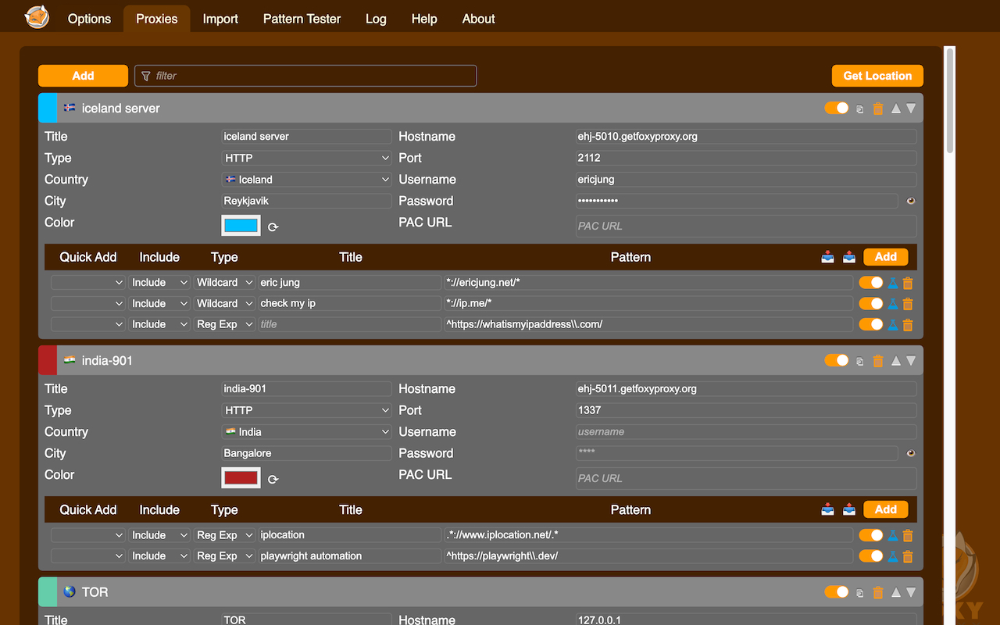 Options Proxies Import Pattern Tester Log Help About
Add filter Get Location
iceland server
Title iceland server Hostname ehj-5010.getfoxyproxy.org
Type HTTP Port 2112
Country Iceland Username ericjung
City Reykjavik Password •••••••••••
Color PAC URL PAC URL
Quick Add Include Type Title Pattern Add
Include Wildcard eric jung *://ericjung.net/*
Include Wildcard check my ip *://ip.me/*
Include Reg Exp title ^https://whatismyipaddress\\.com/
india-901
Title india-901 Hostname ehj-5011.getfoxyproxy.org
Type HTTP Port 1337
Country India Username username
City Bangalore Password ****
Color PAC URL PAC URL
Quick Add Include Type Title Pattern Add
Include Reg Exp iplocation .*://www.iplocation.net/.*
Include Reg Exp playwright automation ^https://playwright\\.dev/
TOR
Title TOR Hostname 127.0.0.1